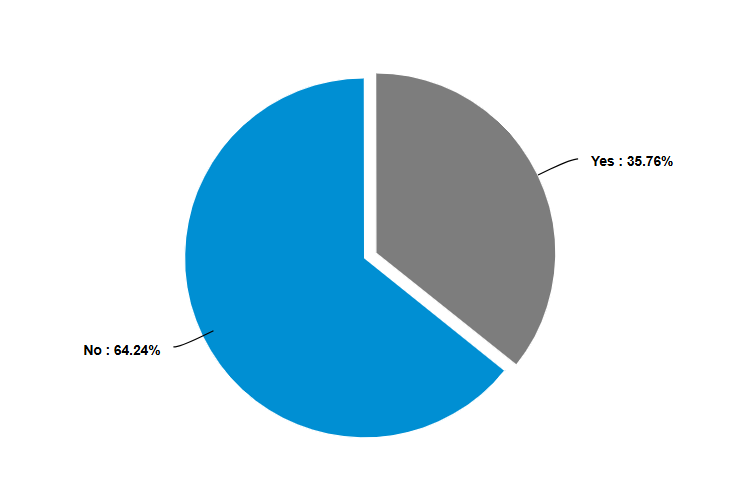 Yes : 35.76%
No : 64.24%